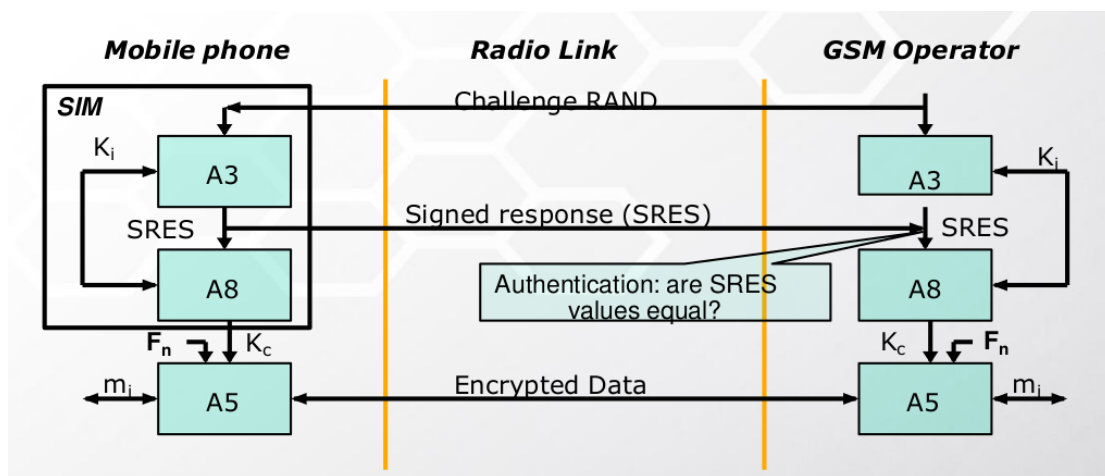 Mobile phone
Radio Link
GSM Operator
SIM
Challenge RAND
Ki
A3
A3
Ki
SRES
Signed response (SRES)
SRES
A8
Authentication: are SRES
values equal?
A8
Fn
Kc
Kc
Fn
mi
A5
Encrypted Data
A5
mi